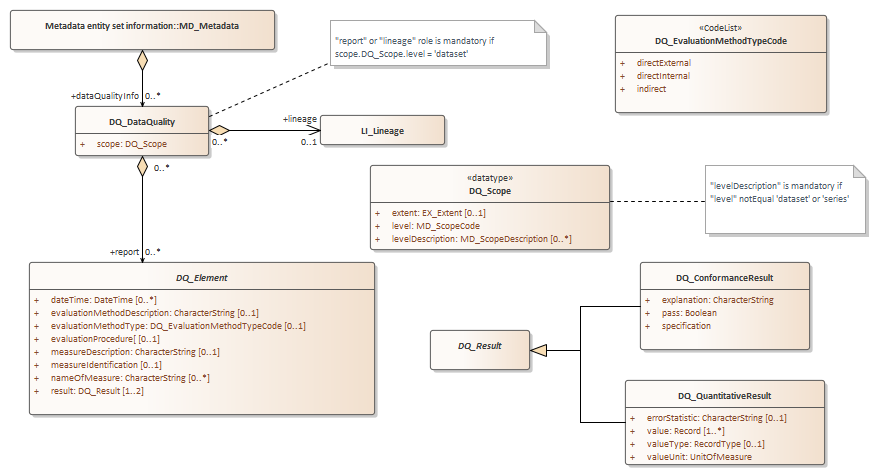 Metadata entity set information::MD_Metadata
"report" or "lineage" role is mandatory if
scope.DQ_Scope.level = 'dataset'
«CodeList»
DQ_EvaluationMethodTypeCode
+ directExternal
+ directInternal
+ indirect
+dataQualityInfo 0..*
DQ_DataQuality
+ scope: DQ_Scope
+lineage
0..* 0..1
LI_Lineage
0..*
«datatype»
DQ_Scope
+ extent: EX_Extent [0..1]
+ level: MD_ScopeCode
+ levelDescription: MD_ScopeDescription [0..*]
"levelDescription" is mandatory if
"level" notEqual 'dataset' or 'series'
+report 0..*
DQ_Element
+ dateTime: DateTime [0..*]
+ evaluationMethodDescription: CharacterString [0..1]
+ evaluationMethodType: DQ_EvaluationMethodTypeCode [0..1]
+ evaluationProcedure[ [0..1]
+ measureDescription: CharacterString [0..1]
+ measureIdentification [0..1]
+ nameOfMeasure: CharacterString [0..*]
+ result: DQ_Result [1..2]
DQ_Result
DQ_ConformanceResult
+ explanation: CharacterString
+ pass: Boolean
+ specification
DQ_QuantitativeResult
+ errorStatistic: CharacterString [0..1]
+ value: Record [1..*]
+ valueType: RecordType [0..1]
+ valueUnit: UnitOfMeasure